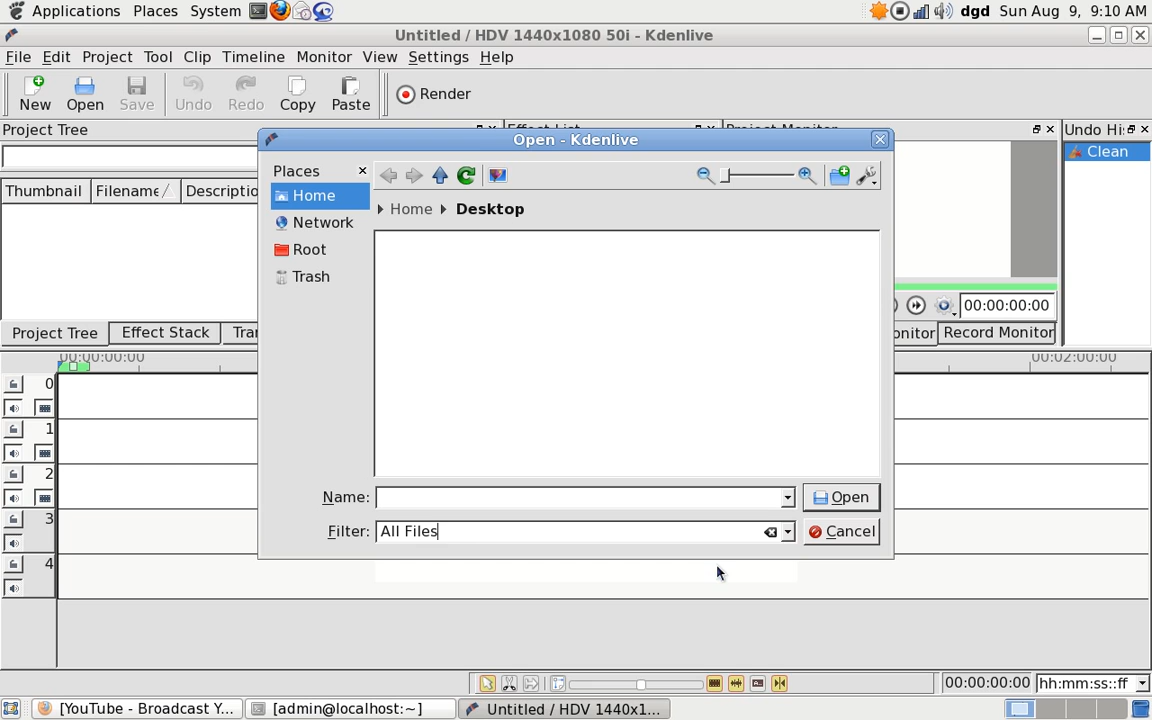 Applications Places System dgd Sun Aug 9, 9:10 AM
Untitled / HDV 1440x1080 50i - Kdenlive
File Edit Project Tool Clip Timeline Monitor View Settings Help
New Open Save Undo Redo Copy Paste Render
Project Tree Effect List Project Monitor Undo Hi
Clean
Thumbnail Filename Descriptio
Open - Kdenlive
Places
Home
Network
Root
Trash
Home Desktop
Name: Open
Filter: All Files Cancel
00:00:00:00
Project Tree Effect Stack Tran onitor Record Monitor
00:00:00:00 00:02:00:00
0
1
2
3
4
00:00:00:00 hh:mm:ss::ff
[YouTube - Broadcast Y... [admin@localhost:~] Untitled / HDV 1440x1...